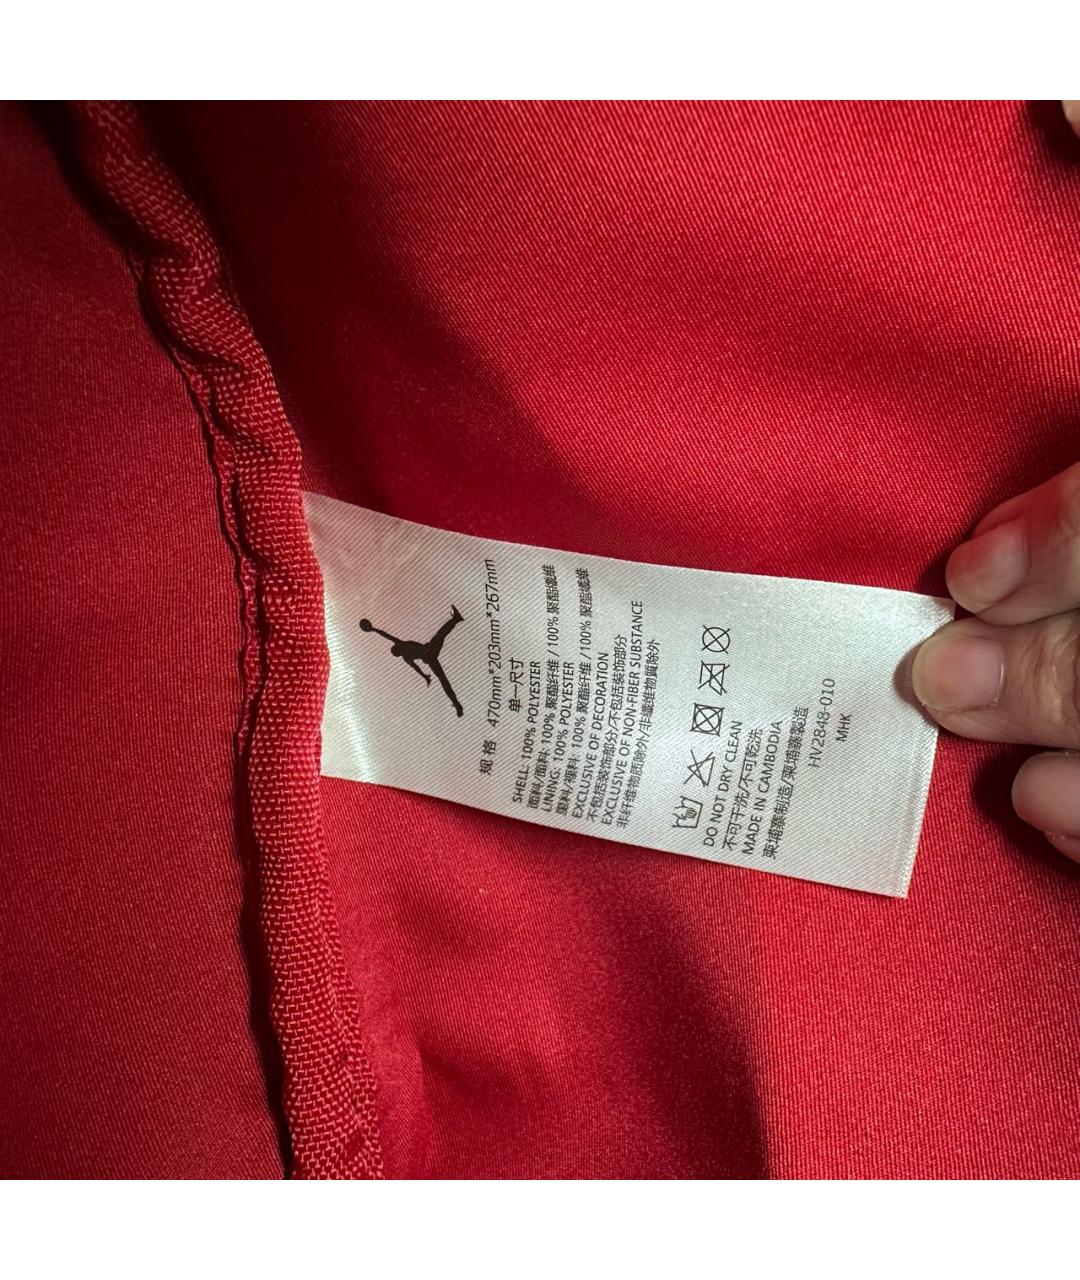 规 格 470mm*203mm*267mm
单一尺寸
SHELL: 100% POLYESTER
面料/面料: 100% 聚酯纤维 /100% 聚酯纖維
LINING: 100% POLYESTER
里料/裡料: 100% 聚酯纤维 /100% 聚酯纖維
EXCLUSIVE OF DECORATION
不包括装饰部分/不包括裝飾部分
EXCLUSIVE OF NON-FIBER SUBSTANCE
非纤维物质除外/非纖維物質除外
DO NOT DRY CLEAN
不可干洗/不可乾洗
MADE IN CAMBODIA
柬埔寨制造/柬埔寨製造
HV2848-010
MHK